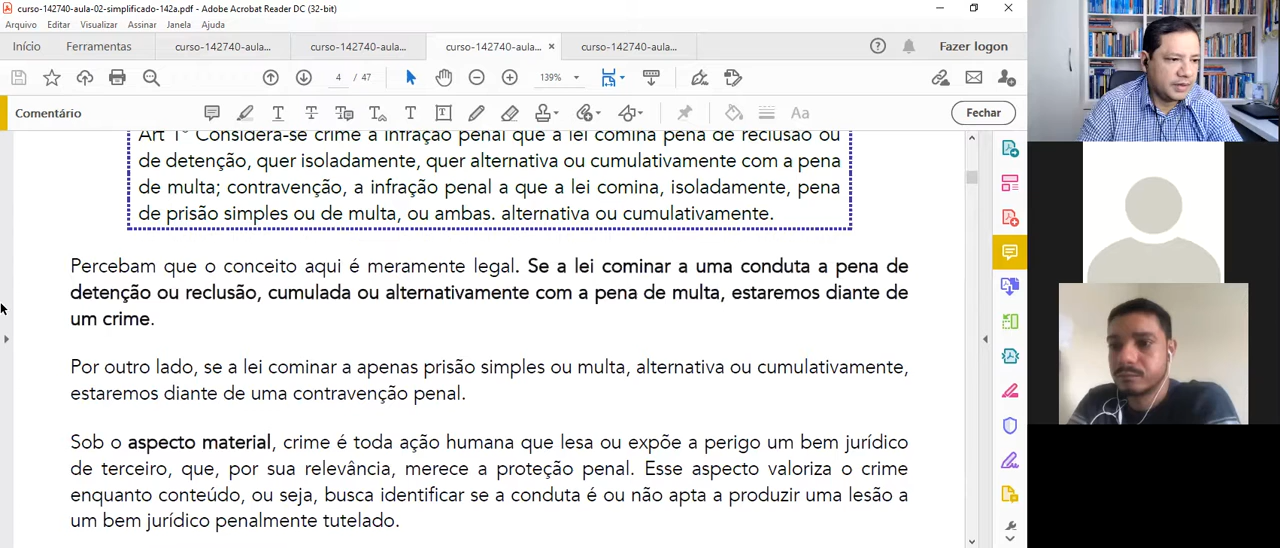 curso-142740-aula-02-simplificado-142a.pdf - Adobe Acrobat Reader DC (32-bit)
Arquivo Editar Visualizar Assinar Janela Ajuda
Início Ferramentas curso-142740-aula... curso-142740-aula... curso-142740-aula... × curso-142740-aula... Fazer logon
4 / 47 139%
Comentário Fechar
Art 1º Considera-se crime a infração penal que a lei comina pena de reclusão ou
de detenção, quer isoladamente, quer alternativa ou cumulativamente com a pena
de multa; contravenção, a infração penal a que a lei comina, isoladamente, pena
de prisão simples ou de multa, ou ambas. alternativa ou cumulativamente.
Percebam que o conceito aqui é meramente legal. Se a lei cominar a uma conduta a pena de
detenção ou reclusão, cumulada ou alternativamente com a pena de multa, estaremos diante de
um crime.
Por outro lado, se a lei cominar a apenas prisão simples ou multa, alternativa ou cumulativamente,
estaremos diante de uma contravenção penal.
Sob o aspecto material, crime é toda ação humana que lesa ou expõe a perigo um bem jurídico
de terceiro, que, por sua relevância, merece a proteção penal. Esse aspecto valoriza o crime
enquanto conteúdo, ou seja, busca identificar se a conduta é ou não apta a produzir uma lesão a
um bem jurídico penalmente tutelado.